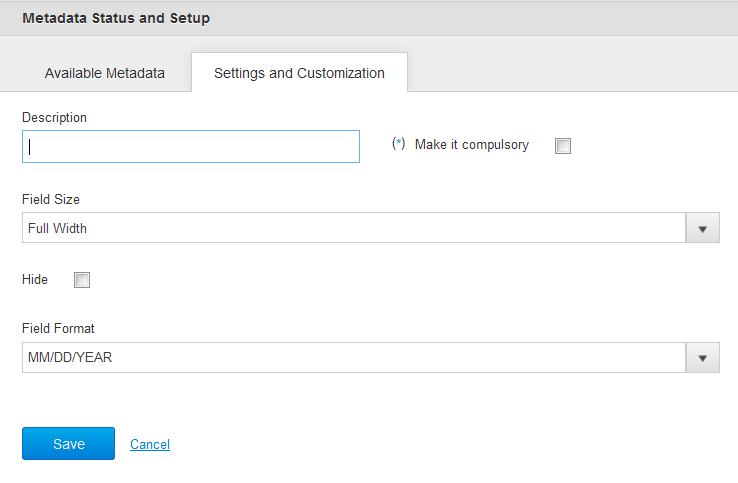 Metadata Status and Setup
Available Metadata Settings and Customization
Description
(*) Make it compulsory
Field Size
Full Width
Hide
Field Format
MM/DD/YEAR
Save Cancel